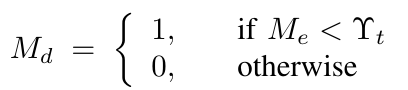 M_d = { 1, if M_e < ϒ_t
0, otherwise